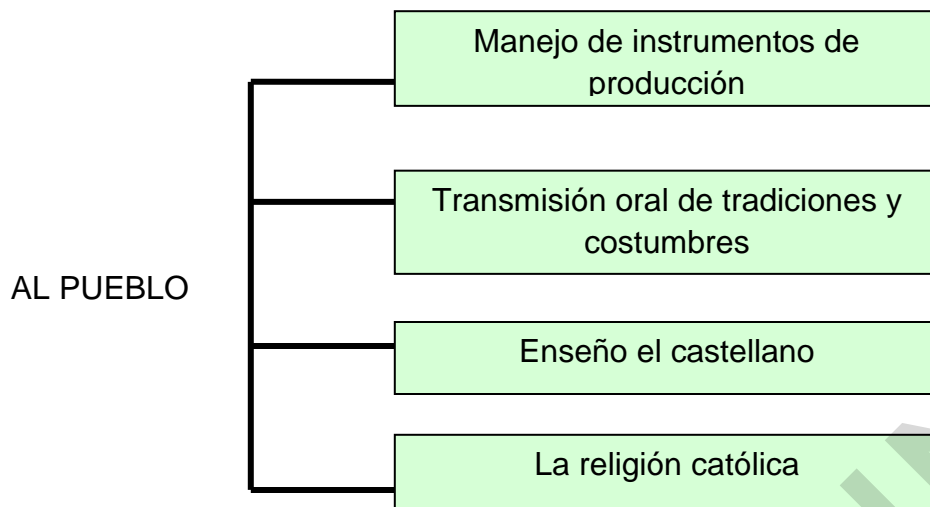 Manejo de instrumentos de
producción
Transmisión oral de tradiciones y
costumbres
AL PUEBLO
Enseño el castellano
La religión católica